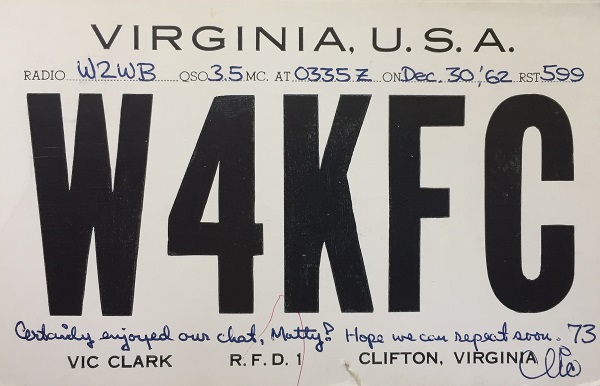 VIRGINIA, U.S.A.
RADIO W2WB QSO 3.5 MC. AT 0335 Z ON Dec. 30, '62 RST 599
W4KFC
Certainly enjoyed our chat, Matty! Hope we can repeat soon. 73
VIC CLARK R.F.D. 1 CLIFTON, VIRGINIA